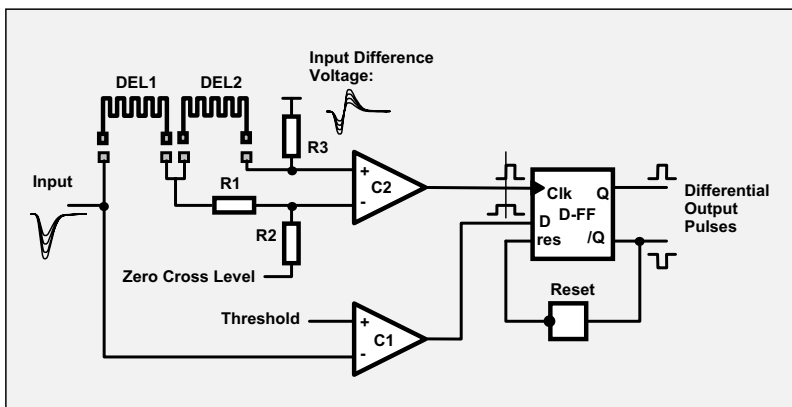 Input Difference
Voltage:
DEL1
DEL2
R3
Input
R1
+
-
C2
R2
Zero Cross Level
Clk
Q
D
D-FF
res
/Q
Differential
Output
Pulses
Reset
Threshold
+
-
C1